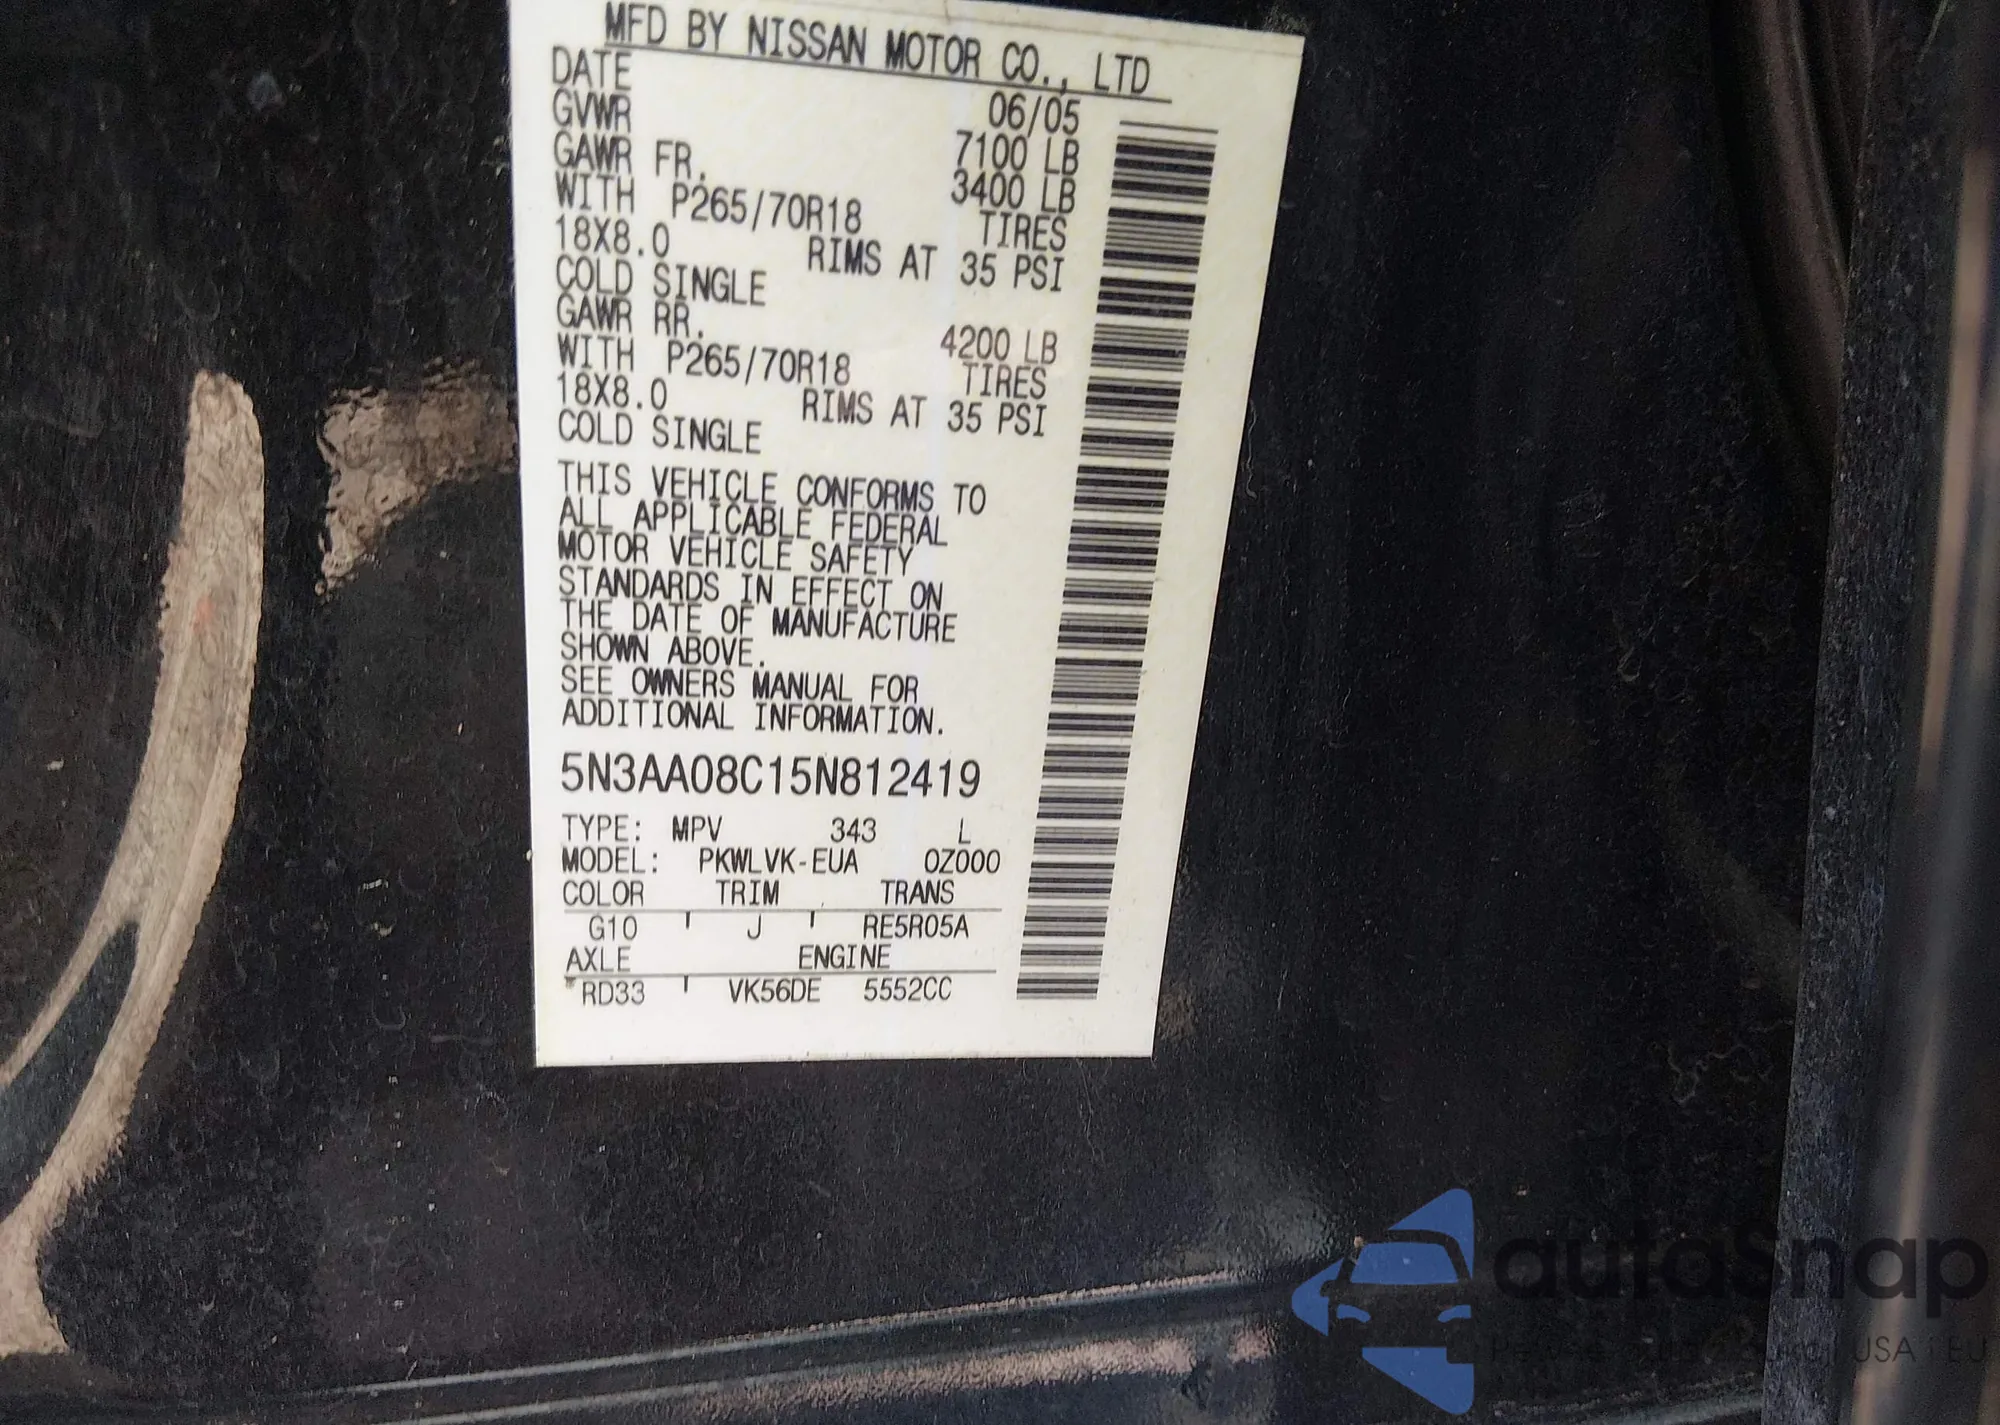 MFD BY NISSAN MOTOR CO., LTD
DATE 06/05
GVWR 7100 LB
GAWR FR. 3400 LB
WITH P265/70R18 TIRES
18X8.0 RIMS AT 35 PSI
COLD SINGLE
GAWR RR. 4200 LB
WITH P265/70R18 TIRES
18X8.0 RIMS AT 35 PSI
COLD SINGLE
THIS VEHICLE CONFORMS TO
ALL APPLICABLE FEDERAL
MOTOR VEHICLE SAFETY
STANDARDS IN EFFECT ON
THE DATE OF MANUFACTURE
SHOWN ABOVE.
SEE OWNERS MANUAL FOR
ADDITIONAL INFORMATION.
5N3AA08C15N812419
TYPE: MPV 343 L
MODEL: PKWLVK-EUA 0Z000
COLOR TRIM TRANS
G10 J RE5R05A
AXLE ENGINE
RD33 VK56DE 5552CC
autoSnap
USA i EU